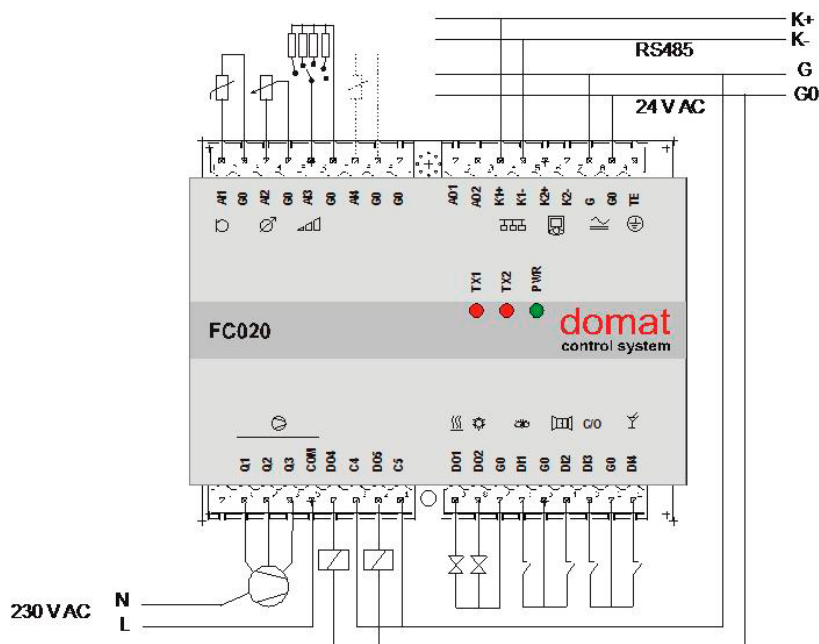 K+
K-
RS485
G
24 V AC
G0
AI1 G0 AI2 G0 AI3 G0 AI4 G0 G0
AO1 AO2 K1+ K1- K2+ K2- G G0 TE
TX1 TX2 PWR
FC020
domat
control system
C/O
Q1 Q2 Q3 COM DO4 C4 DO5 C5
DO1 DO2 G0 DI1 G0 DI2 DI3 G0 DI4
230 V AC
N
L